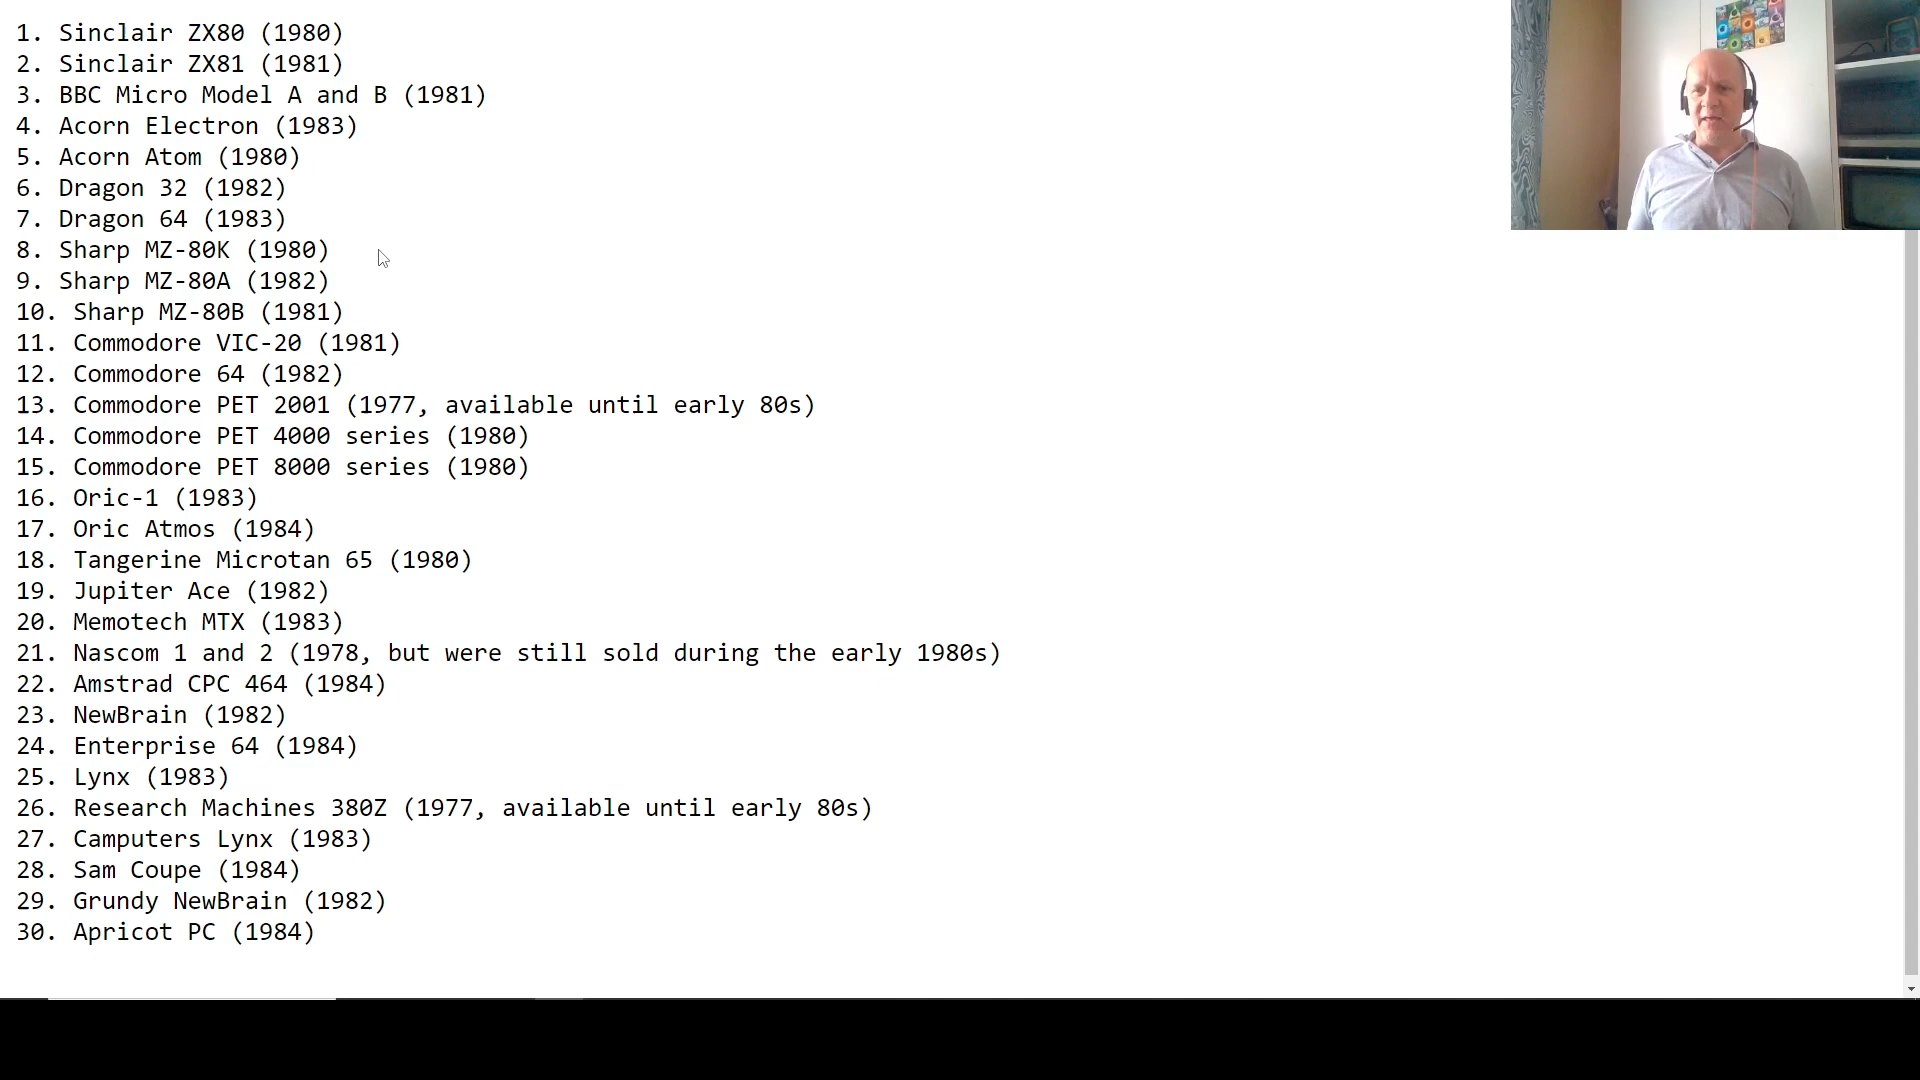 1. Sinclair ZX80 (1980)
2. Sinclair ZX81 (1981)
3. BBC Micro Model A and B (1981)
4. Acorn Electron (1983)
5. Acorn Atom (1980)
6. Dragon 32 (1982)
7. Dragon 64 (1983)
8. Sharp MZ-80K (1980)
9. Sharp MZ-80A (1982)
10. Sharp MZ-80B (1981)
11. Commodore VIC-20 (1981)
12. Commodore 64 (1982)
13. Commodore PET 2001 (1977, available until early 80s)
14. Commodore PET 4000 series (1980)
15. Commodore PET 8000 series (1980)
16. Oric-1 (1983)
17. Oric Atmos (1984)
18. Tangerine Microtan 65 (1980)
19. Jupiter Ace (1982)
20. Memotech MTX (1983)
21. Nascom 1 and 2 (1978, but were still sold during the early 1980s)
22. Amstrad CPC 464 (1984)
23. NewBrain (1982)
24. Enterprise 64 (1984)
25. Lynx (1983)
26. Research Machines 380Z (1977, available until early 80s)
27. Camputers Lynx (1983)
28. Sam Coupe (1984)
29. Grundy NewBrain (1982)
30. Apricot PC (1984)